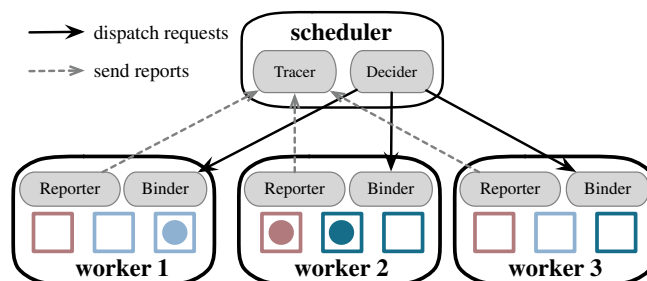 dispatch requests
send reports
scheduler
Tracer
Decider
Reporter
Binder
worker 1
Reporter
Binder
worker 2
Reporter
Binder
worker 3